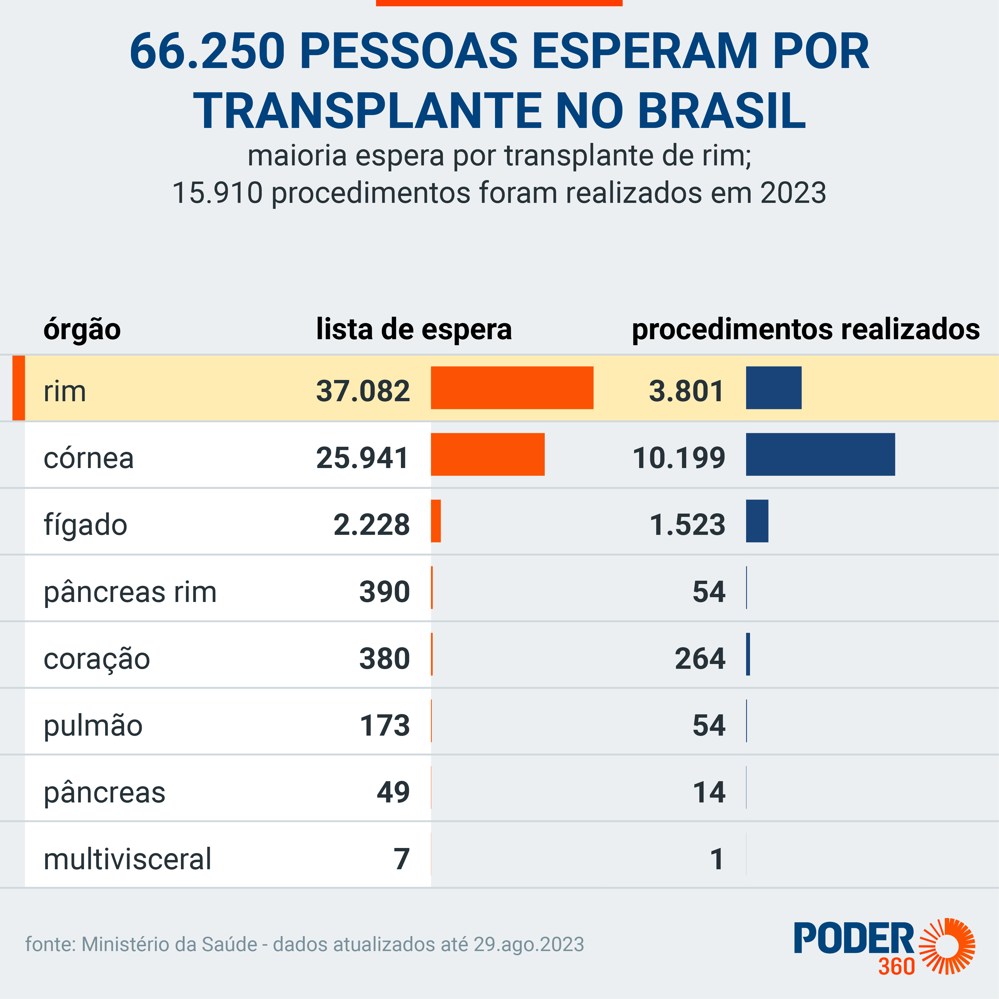 66.250 PESSOAS ESPERAM POR
TRANSPLANTE NO BRASIL
maioria espera por transplante de rim;
15.910 procedimentos foram realizados em 2023
órgão lista de espera procedimentos realizados
rim 37.082 3.801
córnea 25.941 10.199
fígado 2.228 1.523
pâncreas rim 390 54
coração 380 264
pulmão 173 54
pâncreas 49 14
multivisceral 7 1
fonte: Ministério da Saúde - dados atualizados até 29.ago.2023
PODER
360